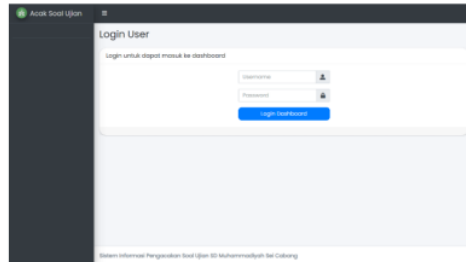 Acak Soal Ujian
Login User
Login untuk dapat masuk ke dashboard
Username
Password
Login Dashboard
Sistem Informasi Pengacakan Soal Ujian SD Muhammadiyah Sei Cabang